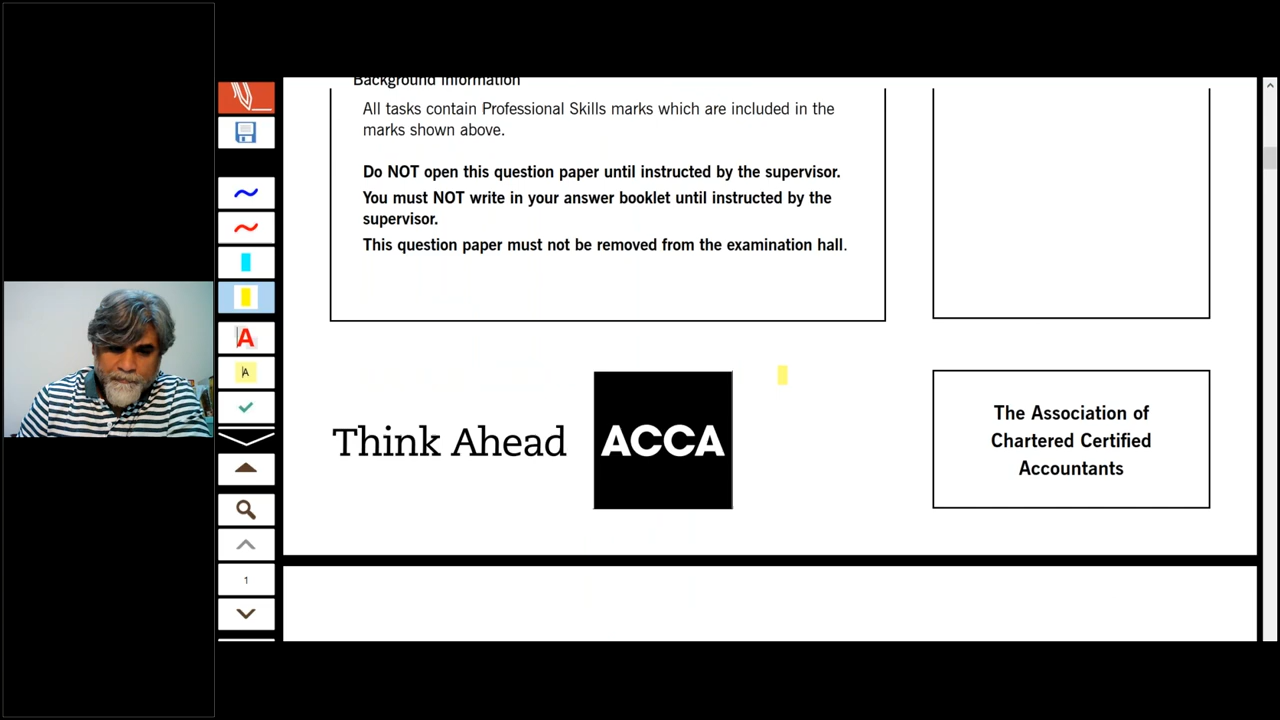 Background Information
All tasks contain Professional Skills marks which are included in the
marks shown above.
Do NOT open this question paper until instructed by the supervisor.
You must NOT write in your answer booklet until instructed by the
supervisor.
This question paper must not be removed from the examination hall.
Think Ahead
ACCA
The Association of
Chartered Certified
Accountants
A
A
1